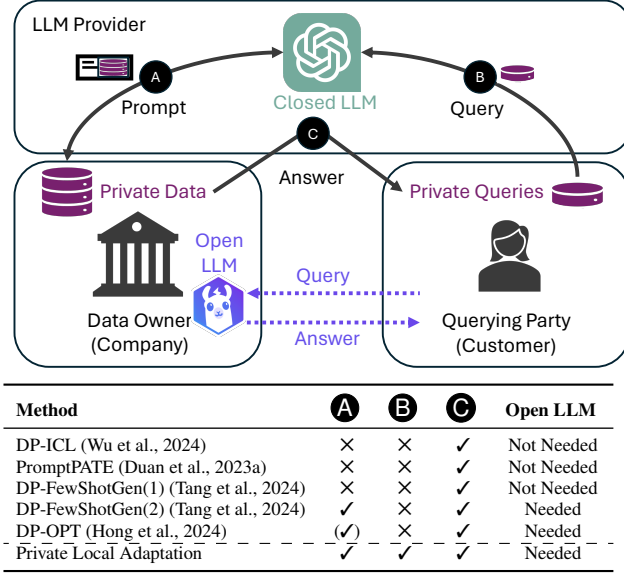 LLM Provider
A
B
Prompt
Closed LLM
Query
C
Private Data
Answer
Private Queries
Open
LLM
Query
Data Owner
(Company)
Answer
Querying Party
(Customer)
Method A B C Open LLM
DP-ICL (Wu et al., 2024) × × ✓ Not Needed
PromptPATE (Duan et al., 2023a) × × ✓ Not Needed
DP-FewShotGen(1) (Tang et al., 2024) × × ✓ Not Needed
DP-FewShotGen(2) (Tang et al., 2024) ✓ × ✓ Needed
DP-OPT (Hong et al., 2024) (✓) × ✓ Needed
Private Local Adaptation ✓ ✓ ✓ Needed